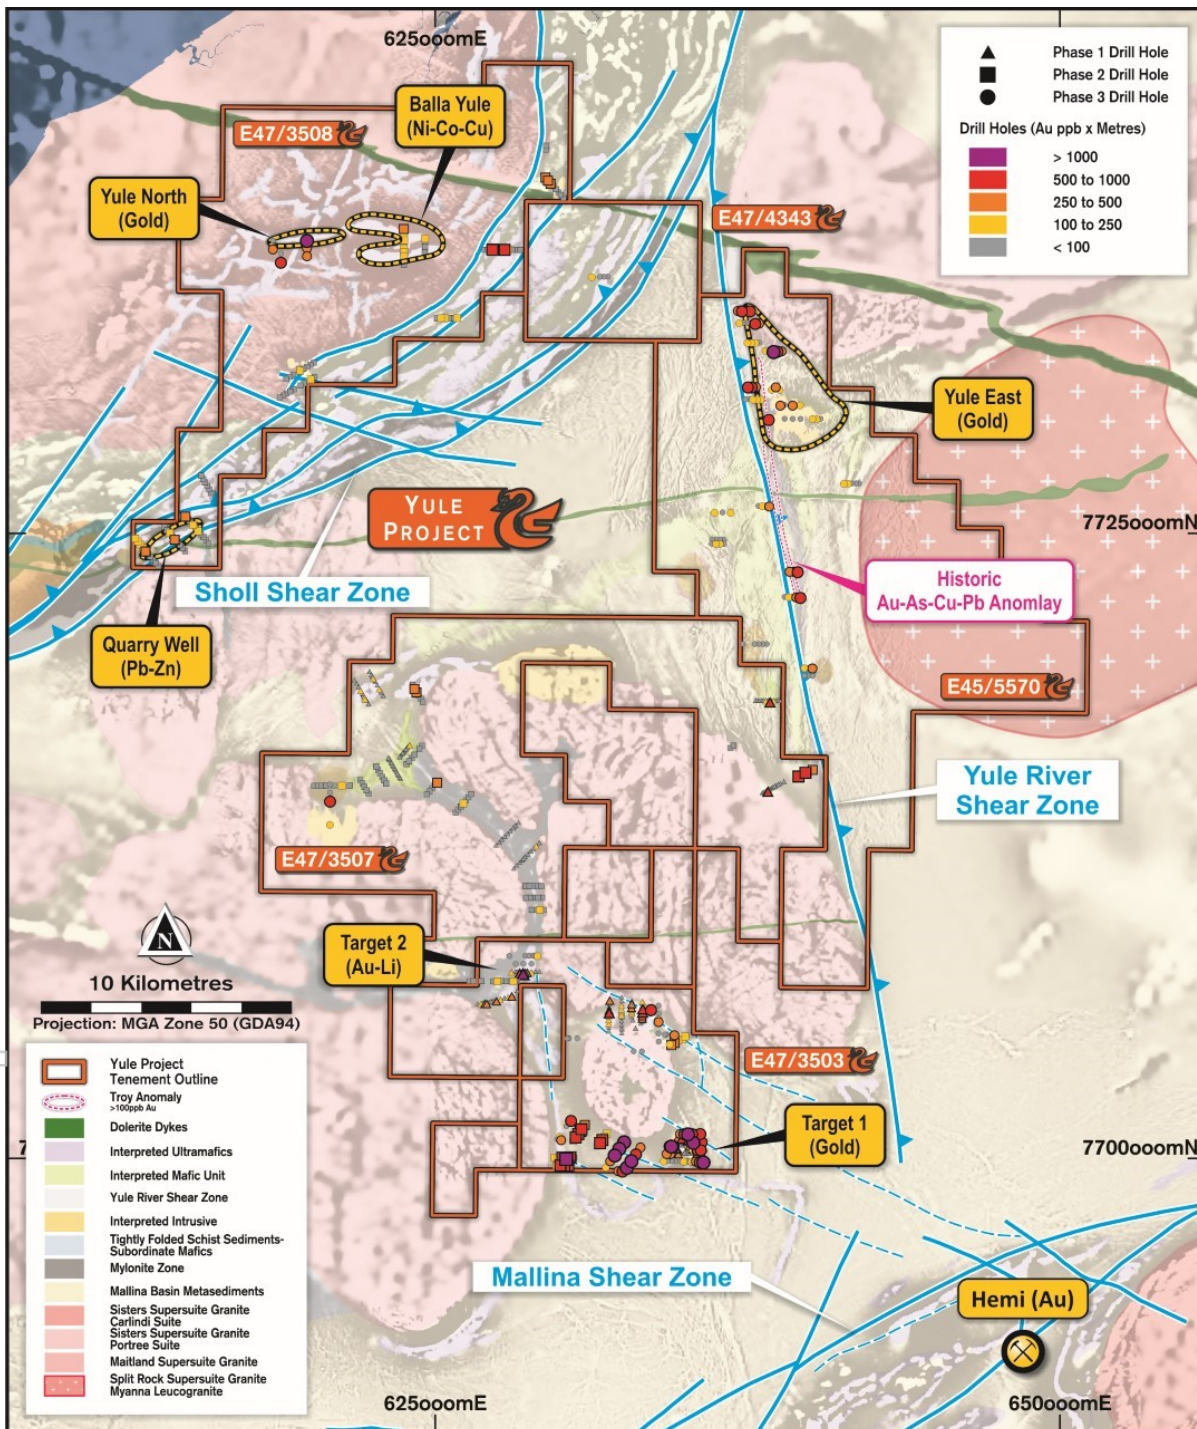 625000mE
Balla Yule
(Ni-Co-Cu)
E47/3508
Yule North
(Gold)
E47/4343
Phase 1 Drill Hole
Phase 2 Drill Hole
Phase 3 Drill Hole
Drill Holes (Au ppb x Metres)
> 1000
500 to 1000
250 to 500
100 to 250
< 100
Yule East
(Gold)
YULE
PROJECT
7725000mN
Sholl Shear Zone
Historic
Au-As-Cu-Pb Anomlay
Quarry Well
(Pb-Zn)
E45/5570
Yule River
Shear Zone
E47/3507
Target 2
(Au-Li)
N
10 Kilometres
Projection: MGA Zone 50 (GDA94)
E47/3503
Target 1
(Gold)
7700000mN
7
Yule Project
Tenement Outline
Troy Anomaly
>100ppb Au
Dolerite Dykes
Interpreted Ultramafics
Interpreted Mafic Unit
Yule River Shear Zone
Interpreted Intrusive
Tightly Folded Schist Sediments-
Subordinate Mafics
Mylonite Zone
Mallina Basin Metasediments
Sisters Supersuite Granite
Carlindi Suite
Sisters Supersuite Granite
Portree Suite
Maitland Supersuite Granite
Split Rock Supersuite Granite
Myanna Leucogranite
Mallina Shear Zone
Hemi (Au)
625000mE
650000mE